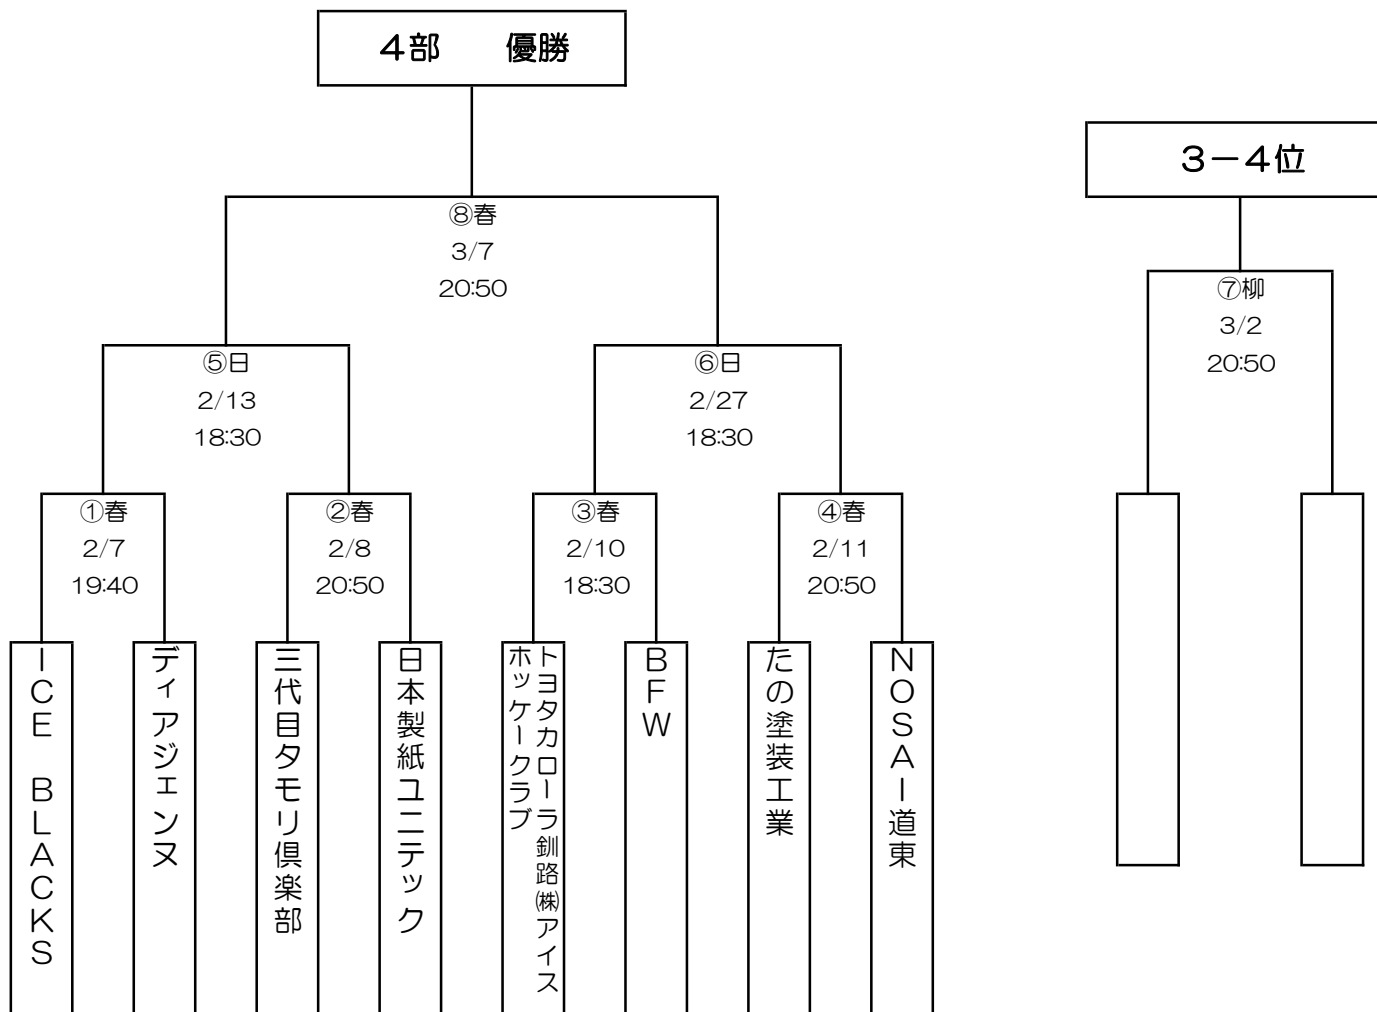 4部　優勝
3－4位
⑧春
3/7
20:50
⑦柳
3/2
20:50
⑤日
2/13
18:30
⑥日
2/27
18:30
①春
2/7
19:40
②春
2/8
20:50
③春
2/10
18:30
④春
2/11
20:50
ICE BLACKS
ディアジェンヌ
三代目タモリ倶楽部
日本製紙ユニテック
トヨタカローラ釧路㈱アイス
ホッケークラブ
BFW
たの塗装工業
NOSAI道東